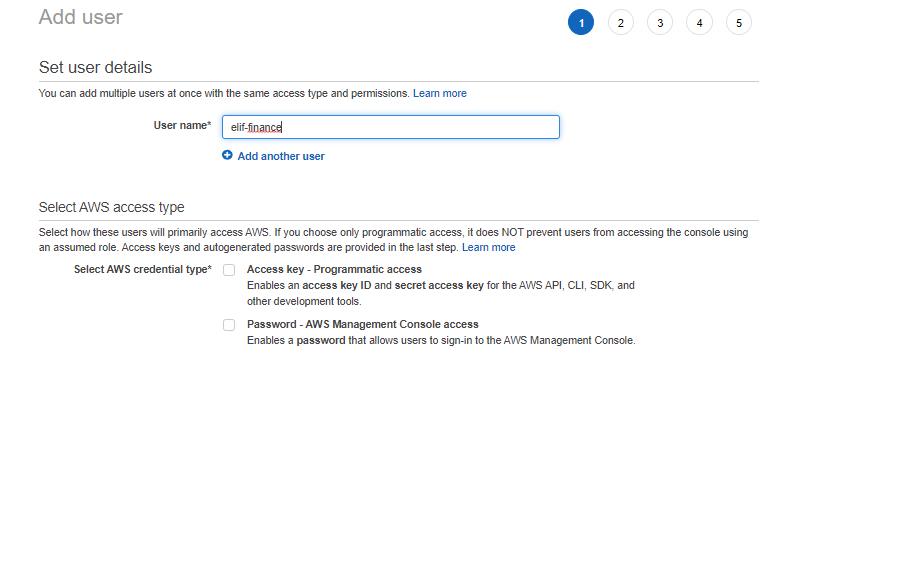 Add user
1 2 3 4 5
Set user details
You can add multiple users at once with the same access type and permissions. Learn more
User name* elif-finance
Add another user
Select AWS access type
Select how these users will primarily access AWS. If you choose only programmatic access, it does NOT prevent users from accessing the console using
an assumed role. Access keys and autogenerated passwords are provided in the last step. Learn more
Select AWS credential type* Access key - Programmatic access
Enables an access key ID and secret access key for the AWS API, CLI, SDK, and
other development tools.
Password - AWS Management Console access
Enables a password that allows users to sign-in to the AWS Management Console.